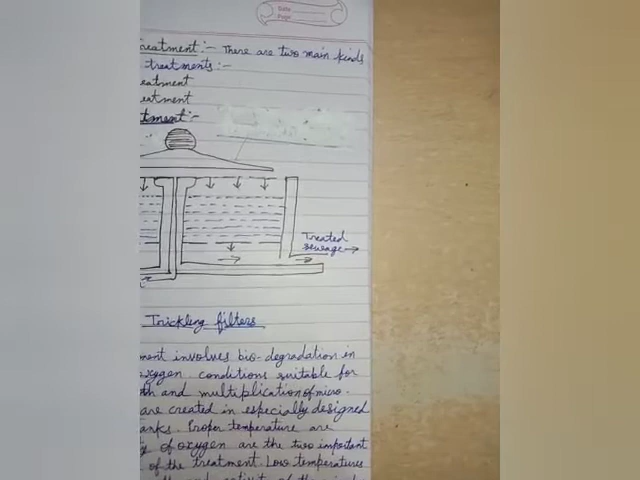 Date
Page
Treatment:- There are two main kinds
treatments:-
eatment
eatment
tment:-
Treated
sewage
Trickling filters
ment involves bio-degradation in
oxygen conditions suitable for
th and multiplication of micro-
are created in especially designed
anks. Proper temperature are
of oxygen are the two important
of the treatment. Low temperatures